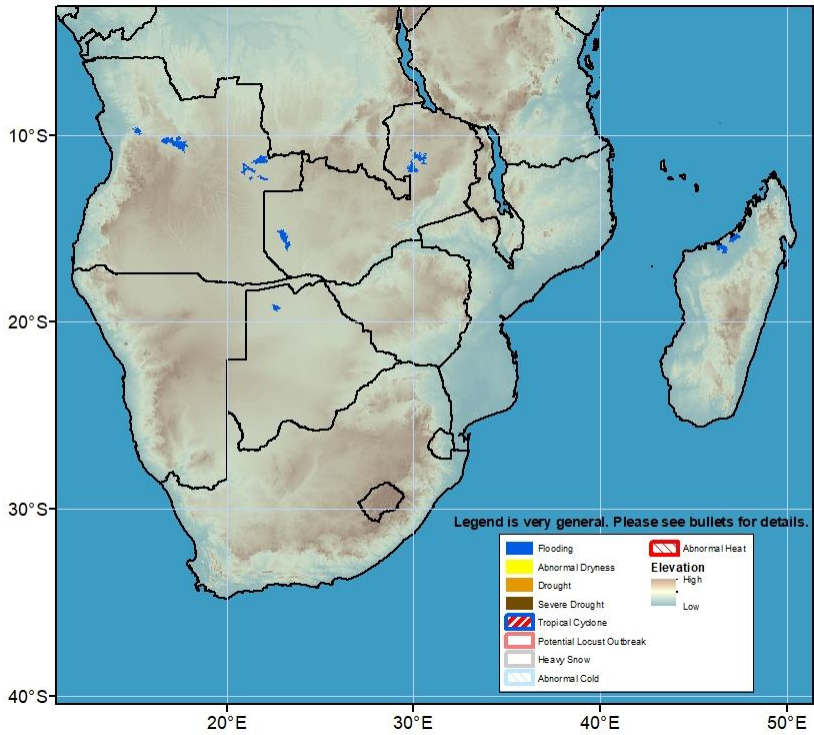 10°S
20°S
30°S
Legend is very general. Please see bullets for details.
Flooding
Abnormal Heat
Abnormal Dryness
Elevation
Drought
High
Severe Drought
Low
Tropical Cyclone
Potential Locust Outbreak
Heavy Snow
Abnormal Cold
40°S
20°E
30°E
40°E
50°E